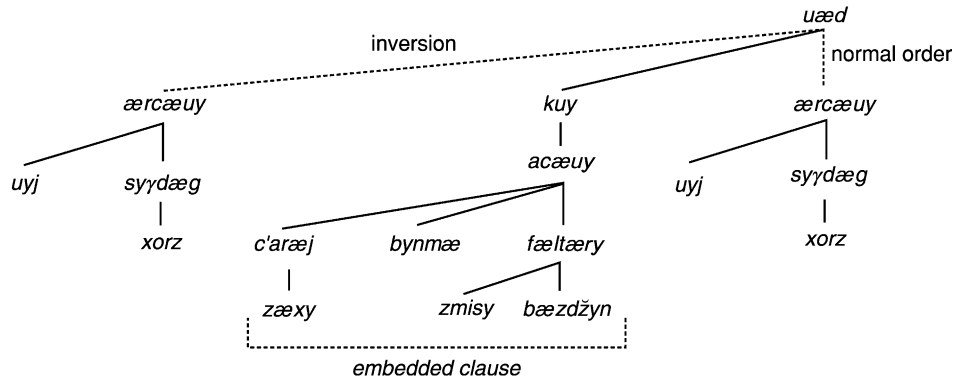 uæd
inversion
normal order
ærcæuy kuy ærcæuy
acæuy
uyj syγdæg uyj syγdæg
xorz c'aræj bynmæ fæltæry xorz
zæxy zmisy bæzdžyn
embedded clause